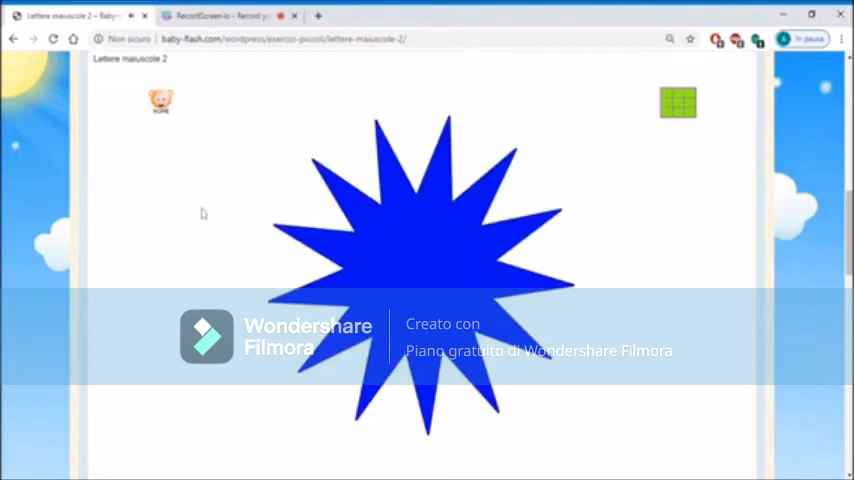 Lettere maiuscole 2 – Baby-
RecordScreen.io - Record yo
Non sicuro
baby-flash.com/wordpress/esercizi-piccoli/lettere-maiuscole-2/
In pausa
Lettere maiuscole 2
HOME
Wondershare
Filmora
Creato con
Piano gratuito di Wondershare Filmora